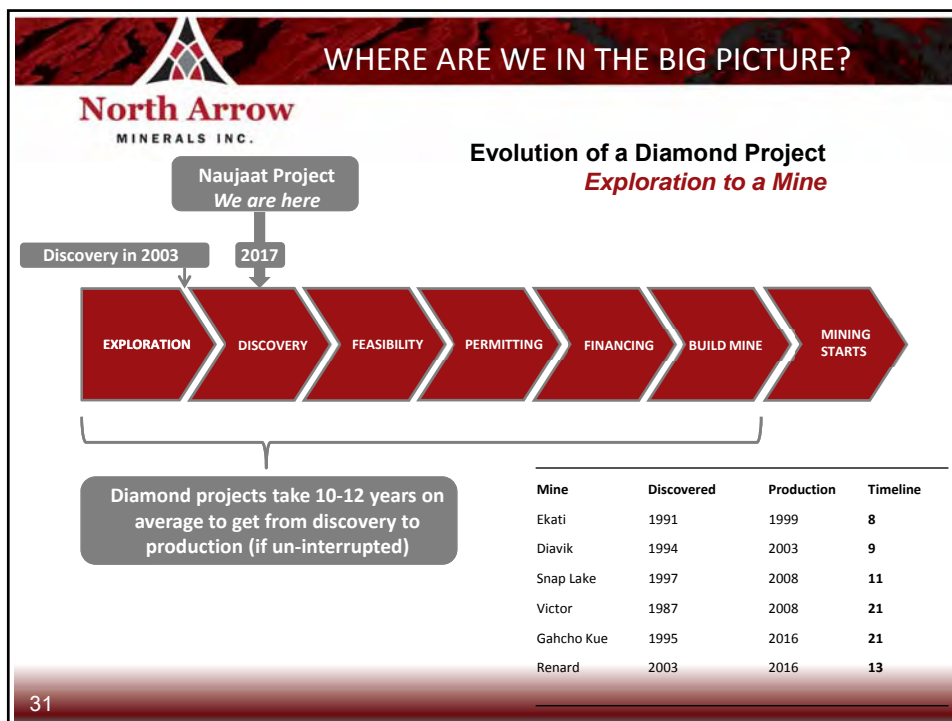 WHERE ARE WE IN THE BIG PICTURE?
North Arrow
MINERALS INC.
Evolution of a Diamond Project
Exploration to a Mine
Naujaat Project
We are here
Discovery in 2003
2017
EXPLORATION
DISCOVERY
FEASIBILITY
PERMITTING
FINANCING
BUILD MINE
MINING
STARTS
Diamond projects take 10-12 years on
average to get from discovery to
production (if un-interrupted)
Mine Discovered Production Timeline
Ekati 1991 1999 8
Diavik 1994 2003 9
Snap Lake 1997 2008 11
Victor 1987 2008 21
Gahcho Kue 1995 2016 21
Renard 2003 2016 13
31